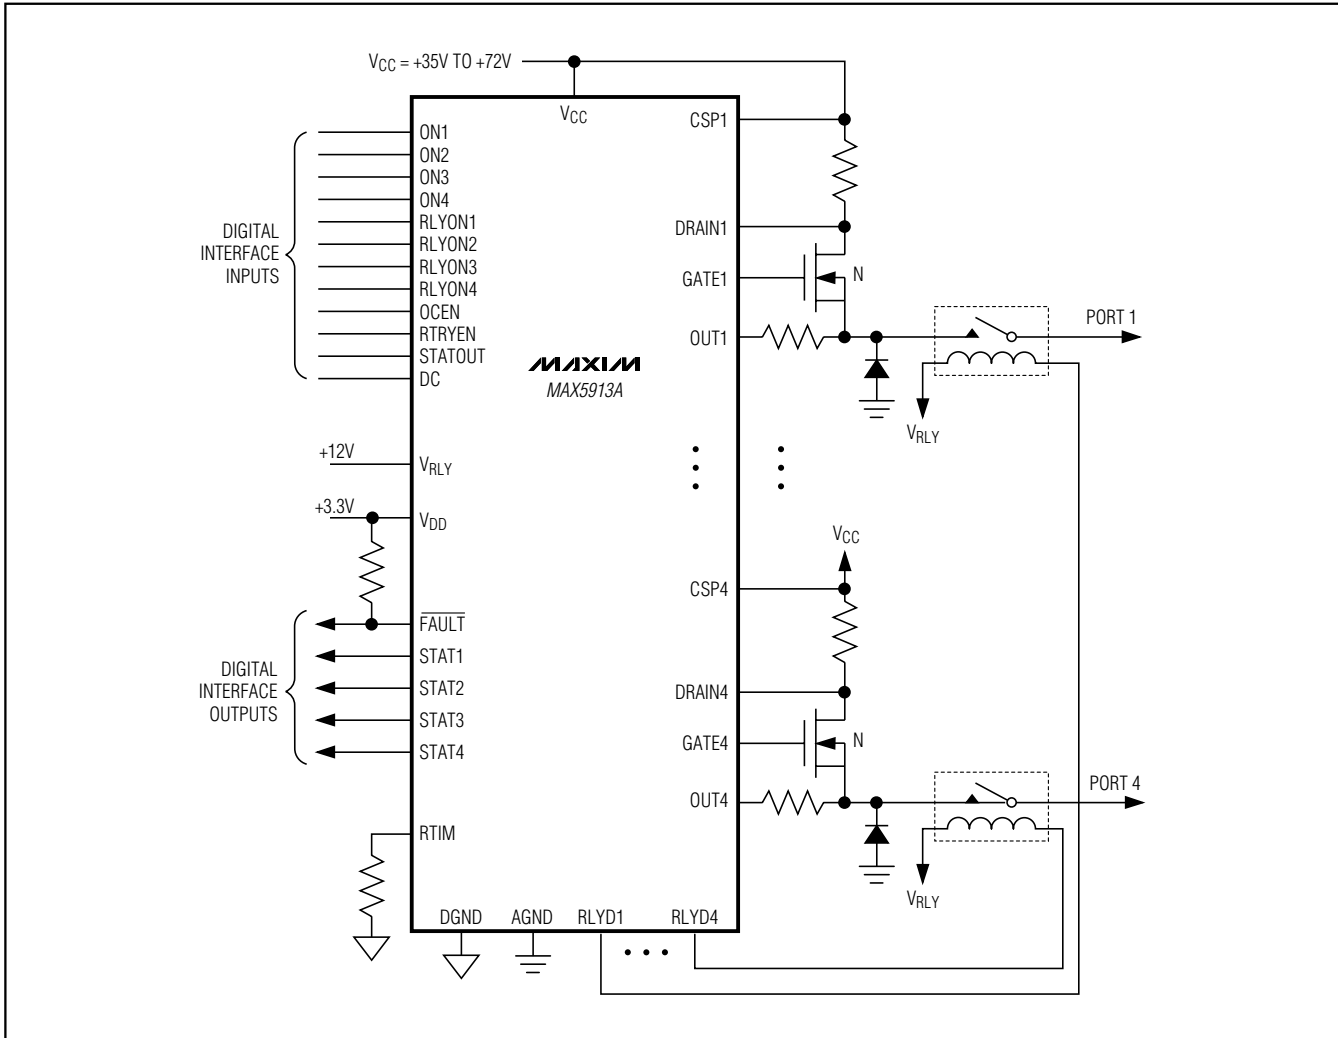 VCC = +35V TO +72V
VCC
ON1
ON2
ON3
ON4
RLYON1
RLYON2
RLYON3
RLYON4
OCEN
RTRYEN
STATOUT
DC
DIGITAL
INTERFACE
INPUTS
+12V
VRLY
+3.3V
VDD
FAULT
STAT1
STAT2
STAT3
STAT4
DIGITAL
INTERFACE
OUTPUTS
RTIM
DGND
AGND
RLYD1
RLYD4
MAXIM
MAX5913A
CSP1
DRAIN1
GATE1
N
OUT1
PORT 1
VRLY
VCC
CSP4
DRAIN4
GATE4
N
OUT4
PORT 4
VRLY